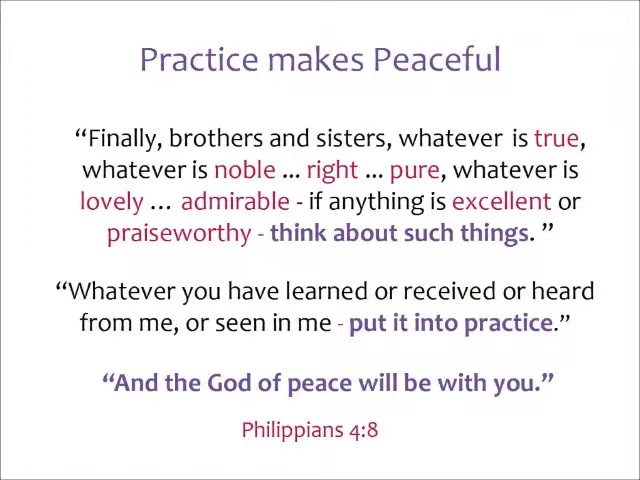 Practice makes Peaceful
“Finally, brothers and sisters, whatever is true,
whatever is noble ... right ... pure, whatever is
lovely ... admirable - if anything is excellent or
praiseworthy - think about such things. ”
“Whatever you have learned or received or heard
from me, or seen in me - put it into practice.”
“And the God of peace will be with you.”
Philippians 4:8